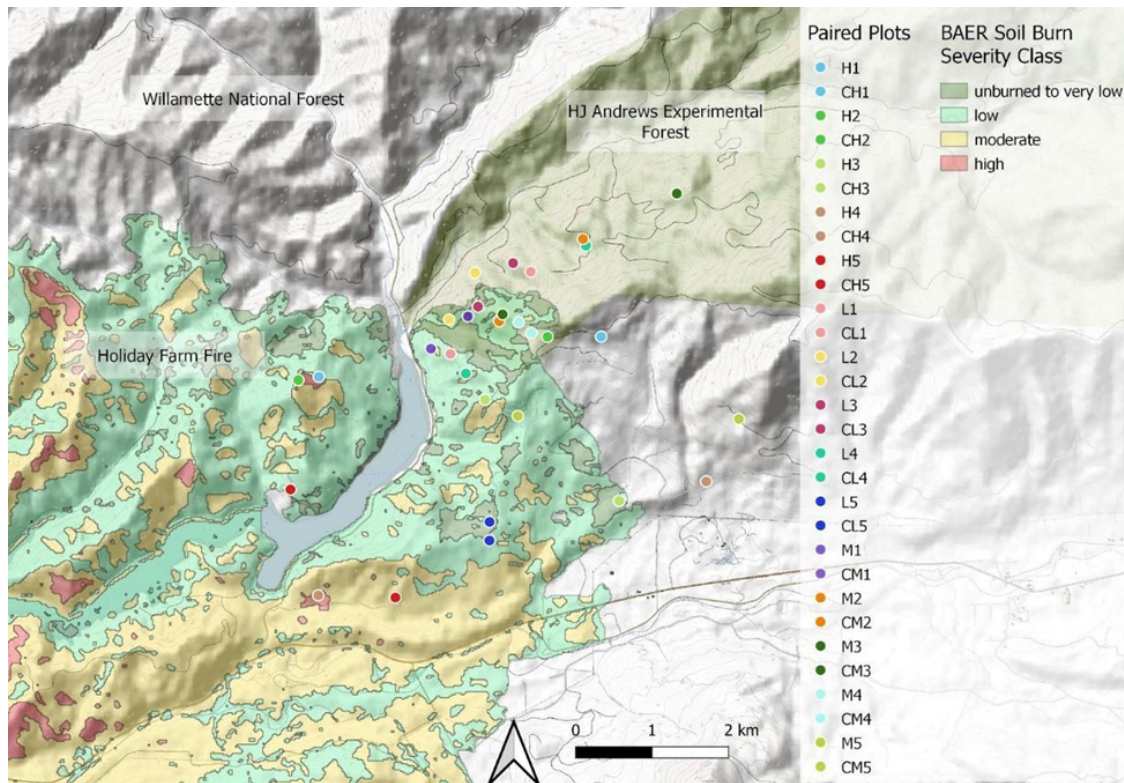 Willamette National Forest
HJ Andrews Experimental
Forest
Holiday Farm Fire
Paired Plots
H1
CH1
H2
CH2
H3
CH3
H4
CH4
H5
CH5
L1
CL1
L2
CL2
L3
CL3
L4
CL4
L5
CL5
M1
CM1
M2
CM2
M3
CM3
M4
CM4
M5
CM5
BAER Soil Burn
Severity Class
unburned to very low
low
moderate
high
0 1 2 km